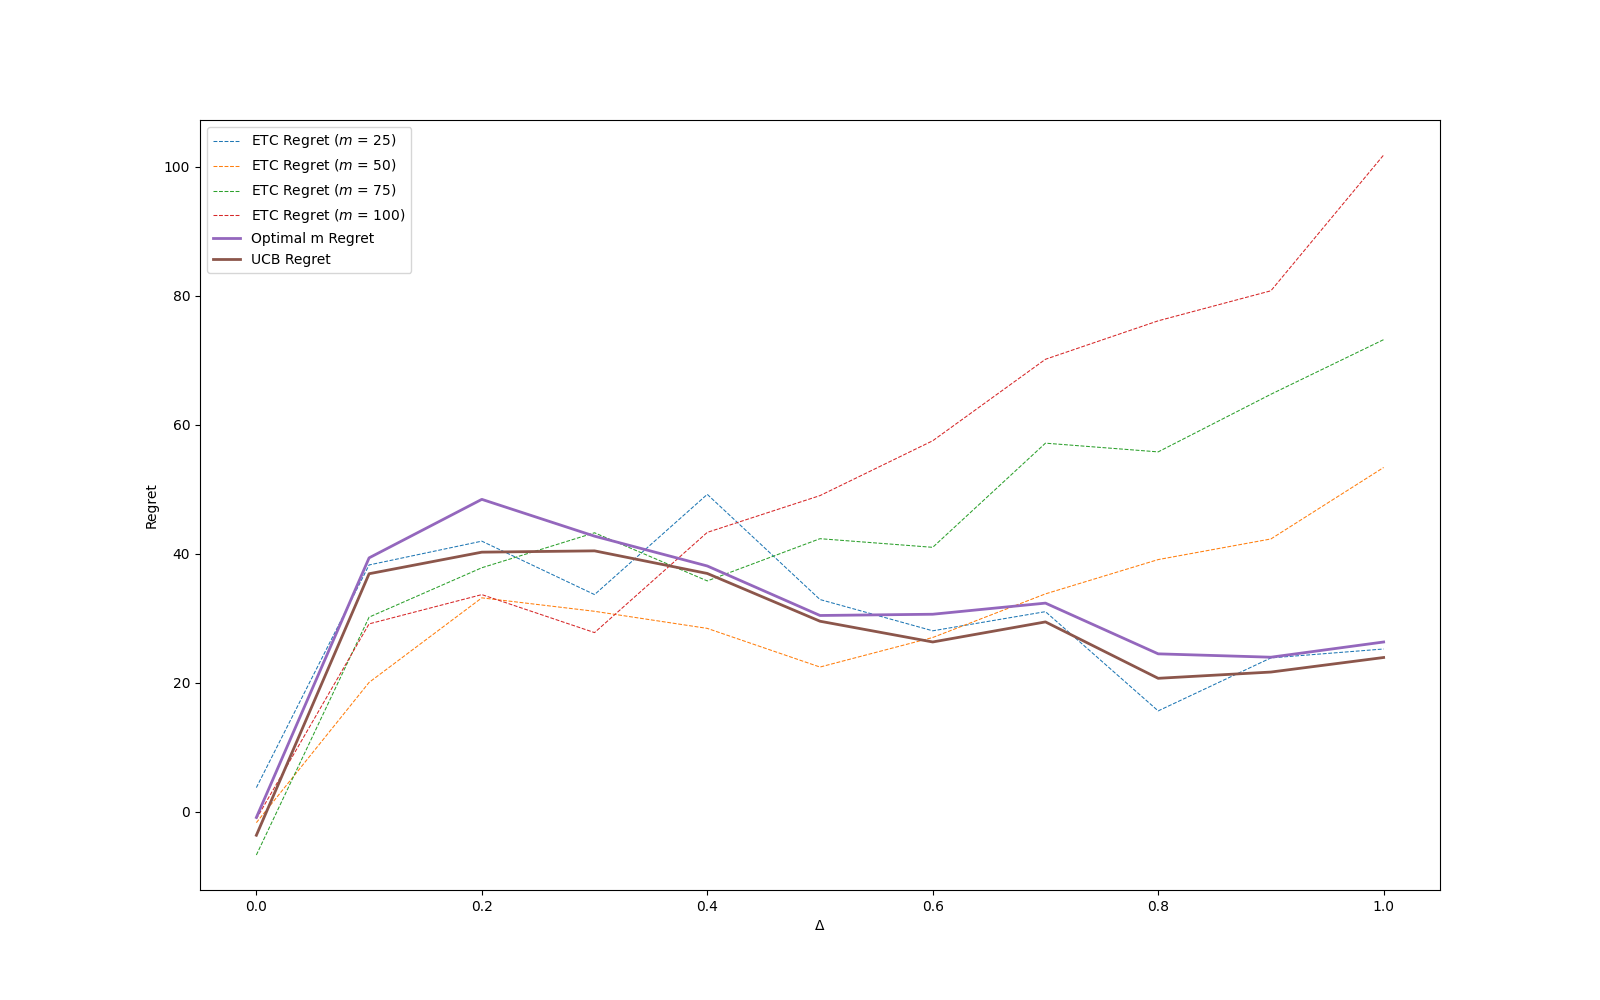 ETC Regret (m = 25)
ETC Regret (m = 50)
ETC Regret (m = 75)
ETC Regret (m = 100)
Optimal m Regret
UCB Regret
100
80
60
40
20
0
Regret
0.0 0.2 0.4 0.6 0.8 1.0
Δ